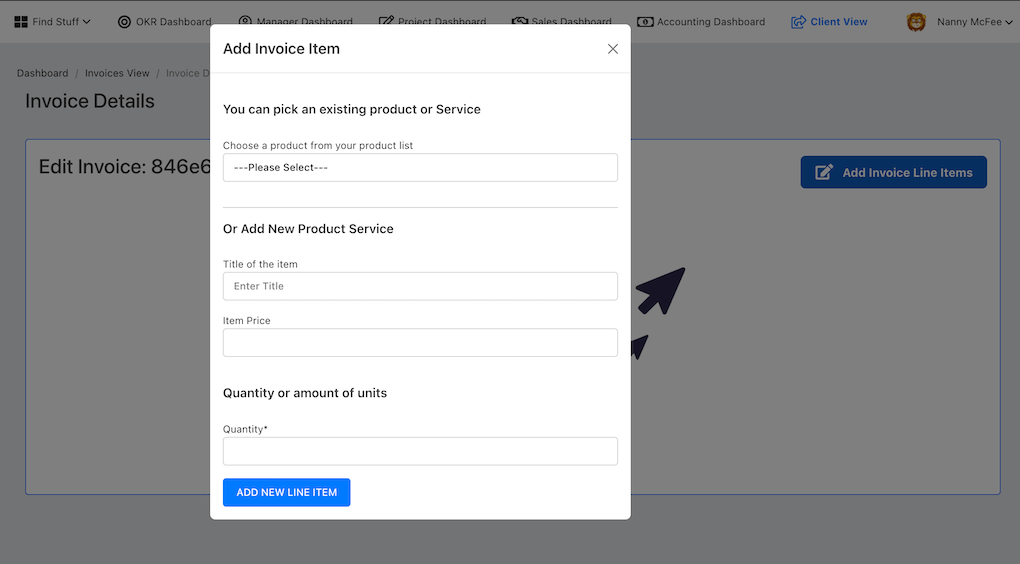 Find Stuff
OKR Dashboard
Manager Dashboard
Project Dashboard
Sales Dashboard
Accounting Dashboard
Client View
Nanny McFee
Add Invoice Item
Dashboard / Invoices View / Invoice D
Invoice Details
You can pick an existing product or Service
Choose a product from your product list
---Please Select---
Edit Invoice: 846e6
Add Invoice Line Items
Or Add New Product Service
Title of the item
Enter Title
Item Price
Quantity or amount of units
Quantity*
ADD NEW LINE ITEM